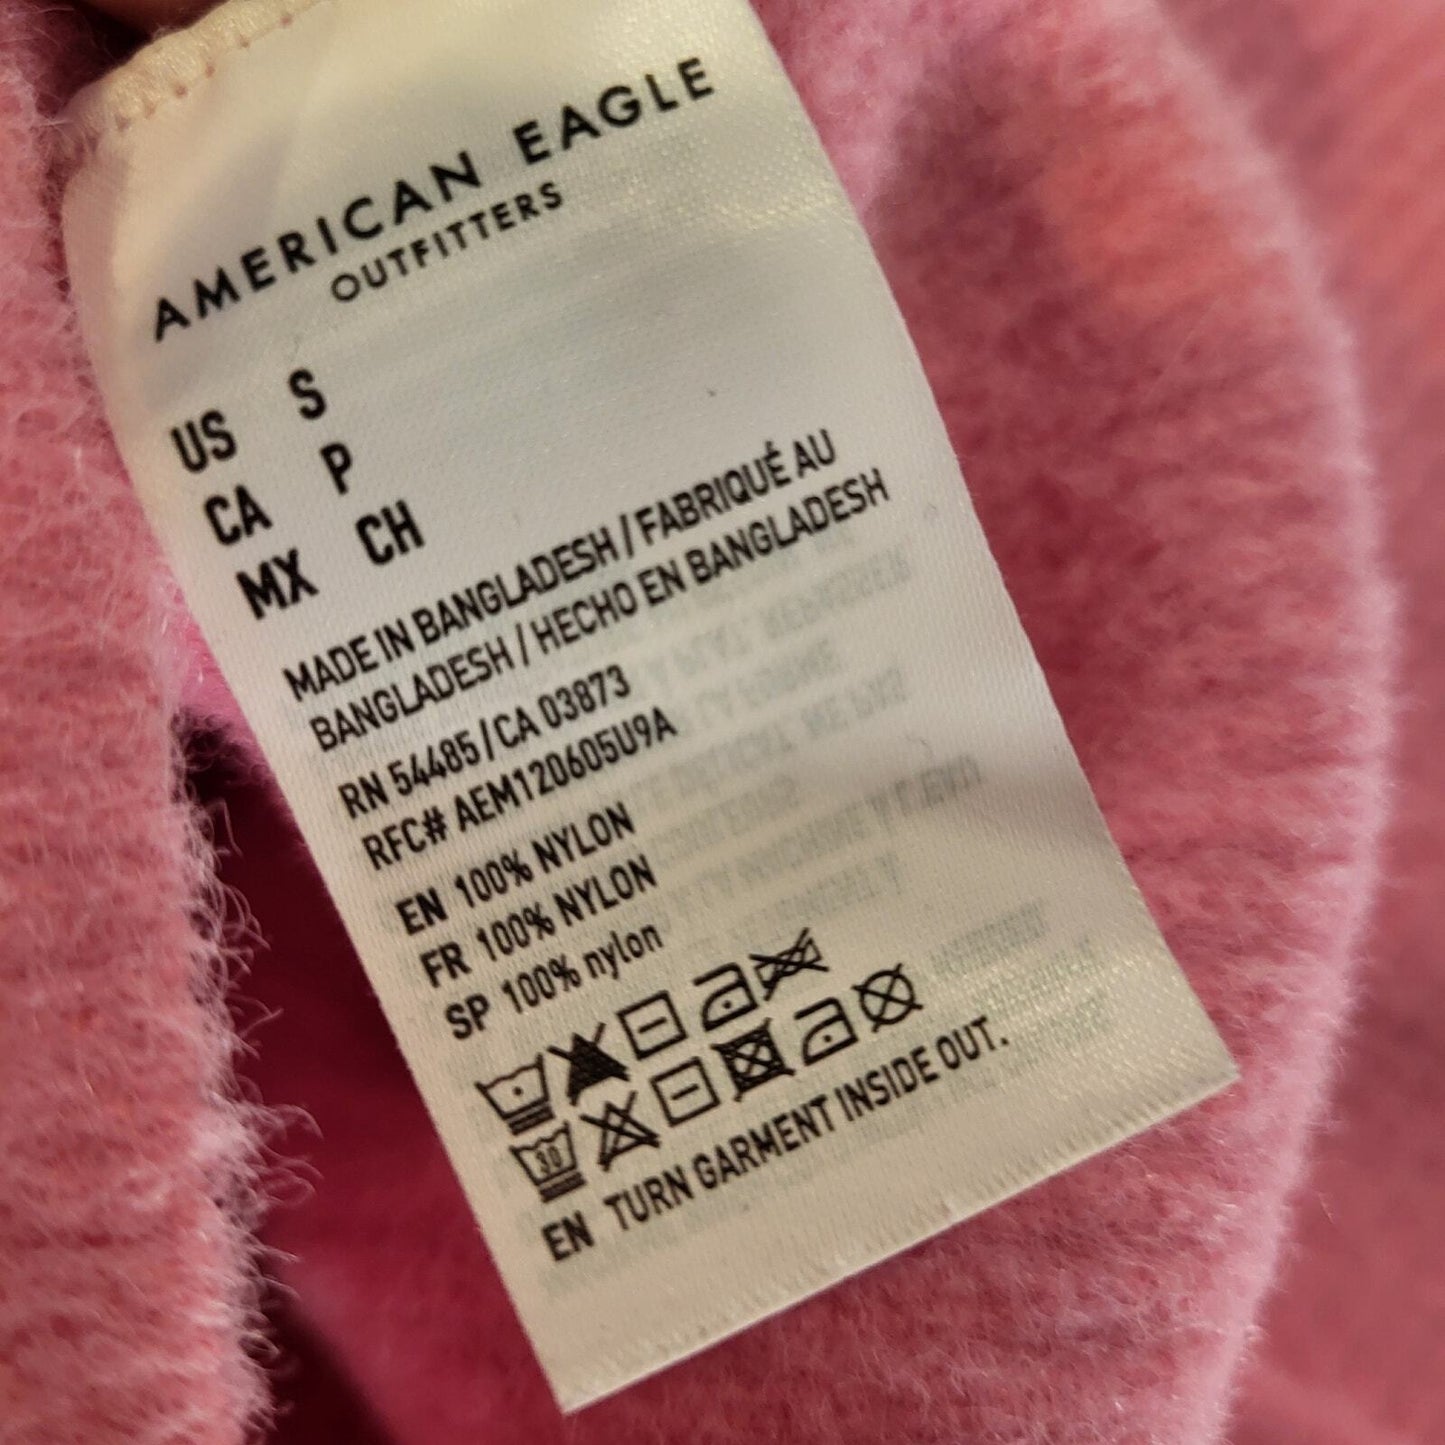 AMERICAN EAGLE
OUTFITTERS
US S
CA P
MX CH
MADE IN BANGLADESH / FABRIQUÉ AU
BANGLADESH / HECHO EN BANGLADESH
RN 54485 / CA 03873
RFC# AEM120605U9A
EN 100% NYLON
FR 100% NYLON
SP 100% nylon
30
EN TURN GARMENT INSIDE OUT.